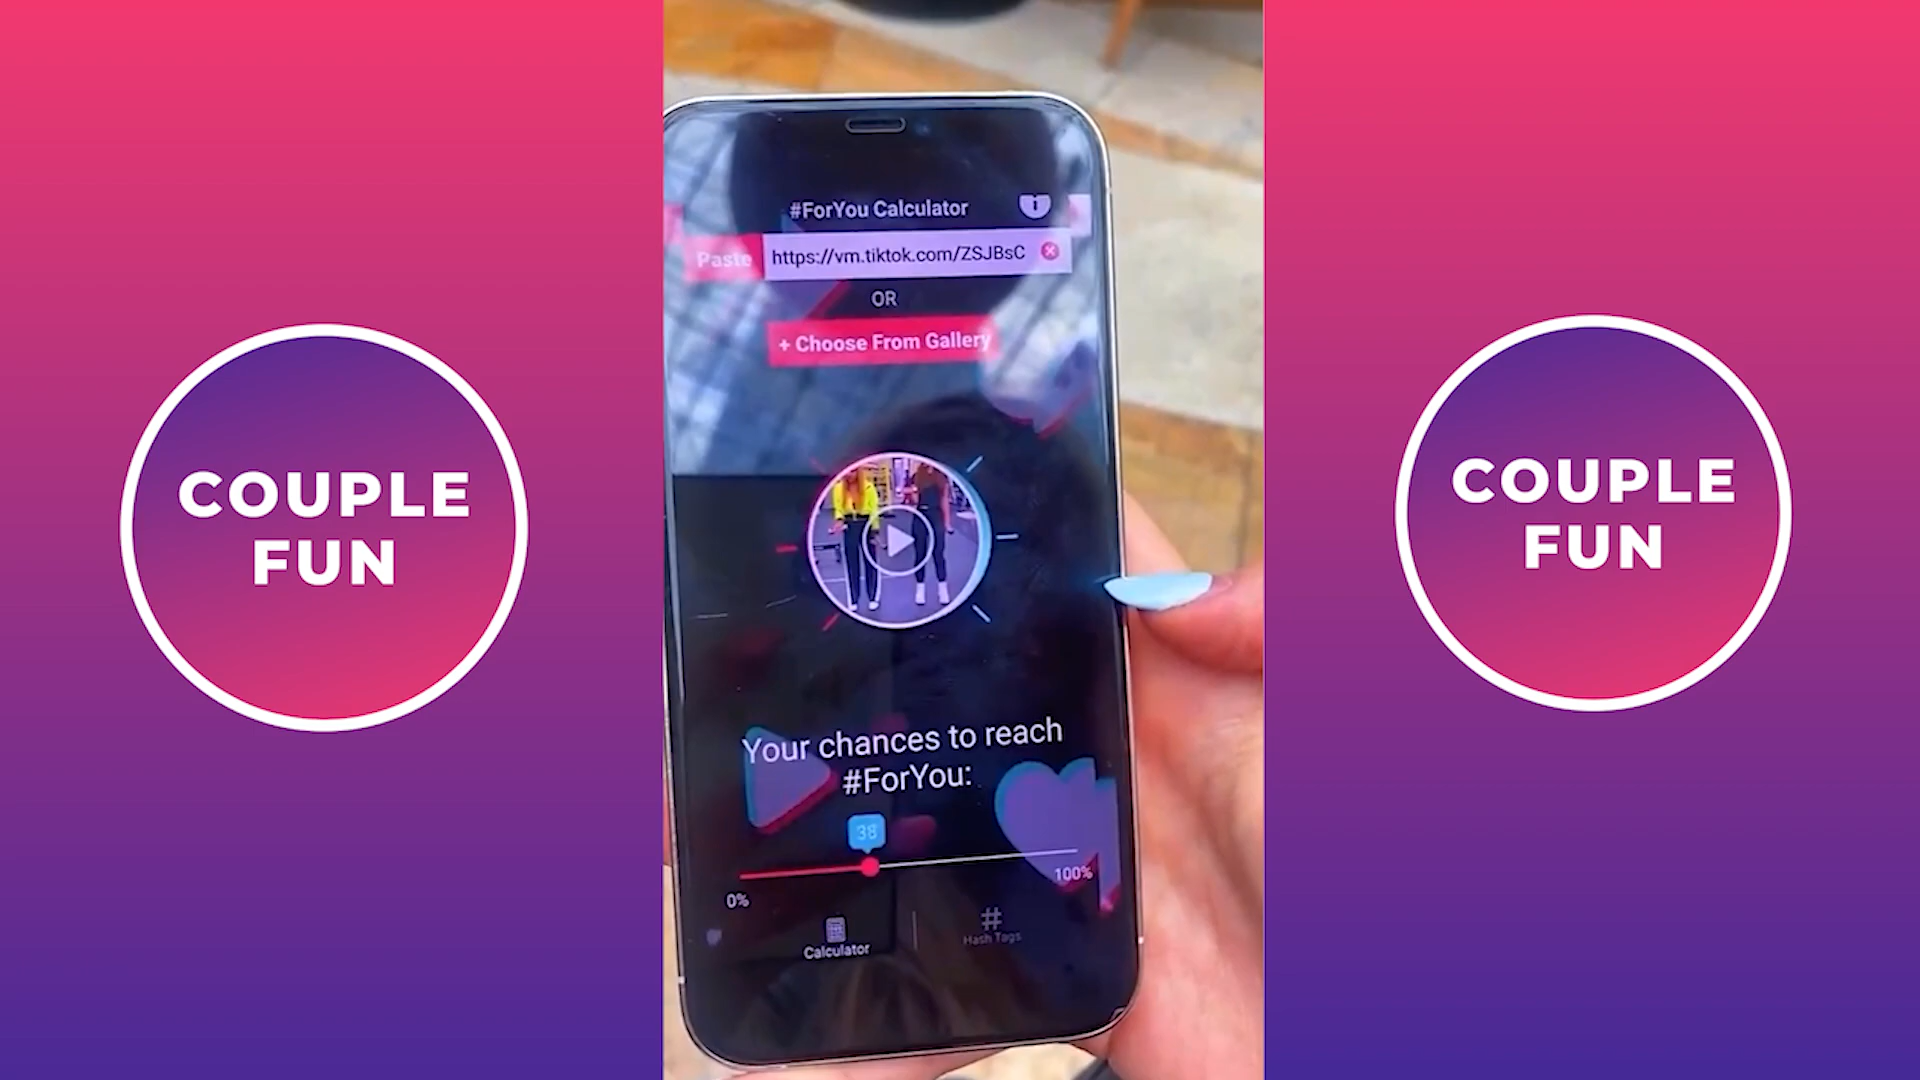 COUPLE
FUN
#ForYou Calculator
i
Paste
https://vm.tiktok.com/ZSJBsC
OR
+ Choose From Gallery
Your chances to reach
#ForYou:
38
0%
100%
Calculator
Hash Tags
COUPLE
FUN